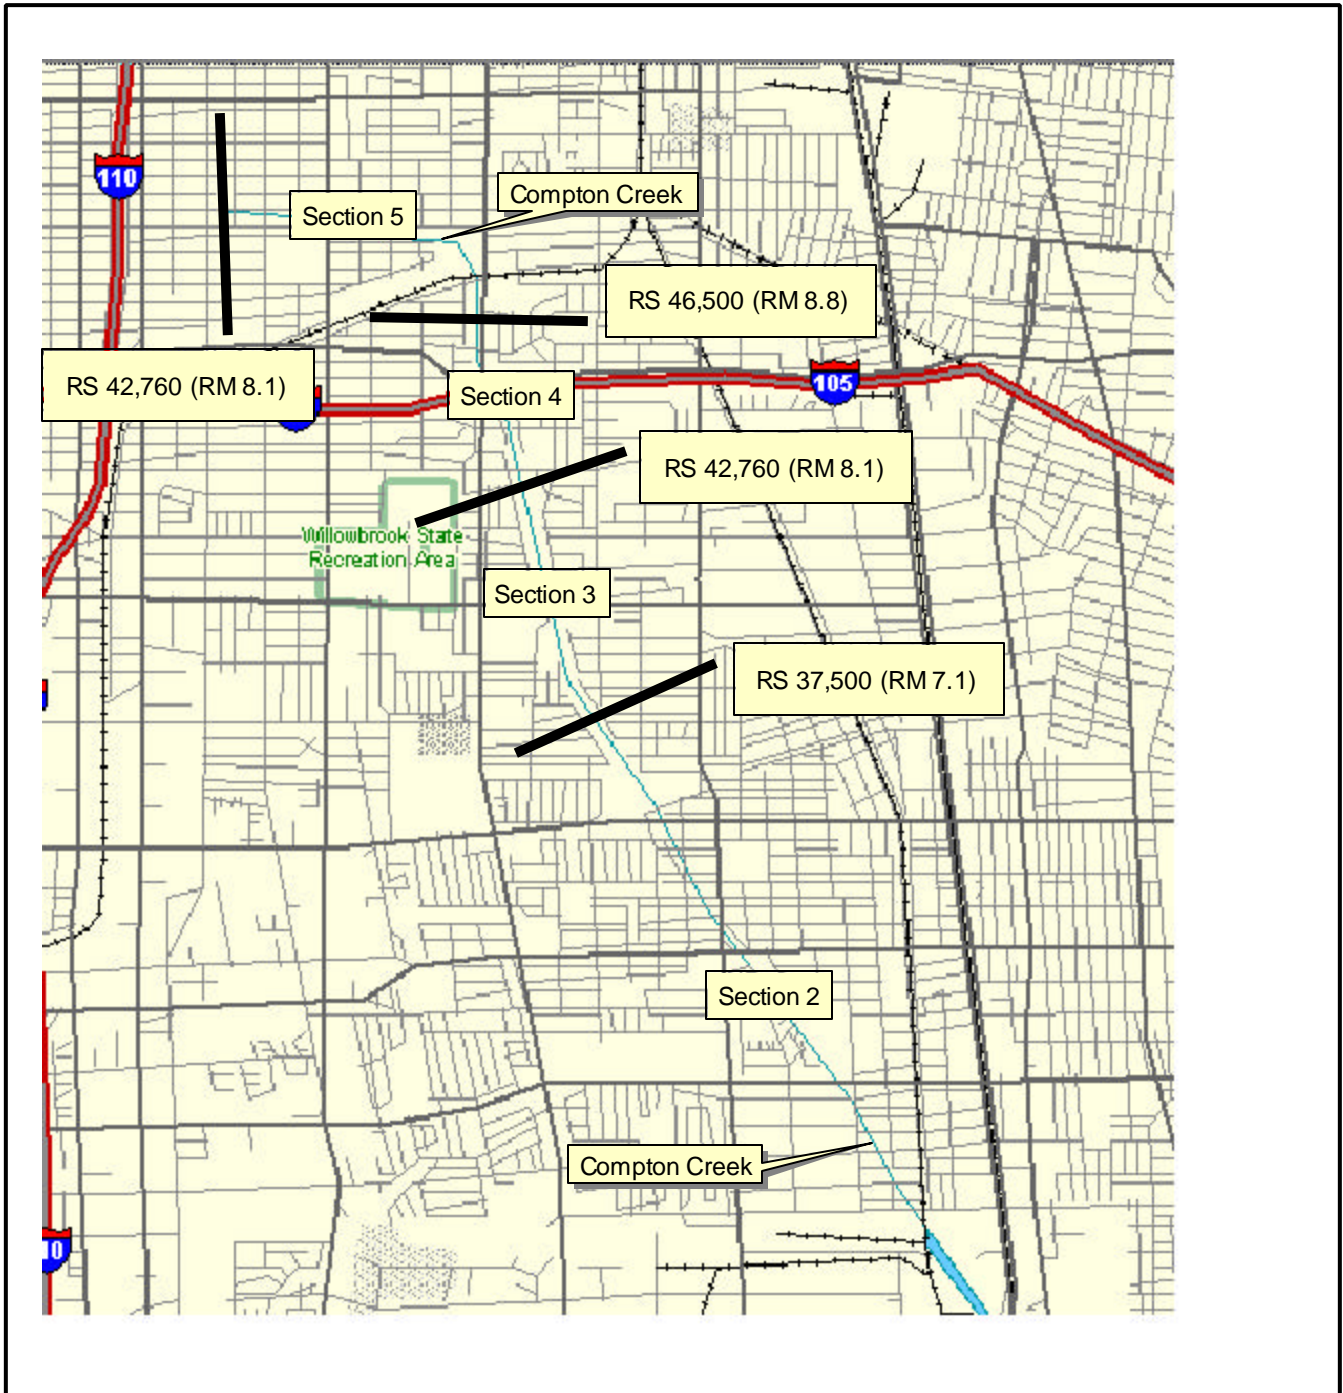 110
Compton Creek
Section 5
RS 46,500 (RM 8.8)
RS 42,760 (RM 8.1)
105
Section 4
RS 42,760 (RM 8.1)
Willowbrook State
Recreation Area
Section 3
RS 37,500 (RM 7.1)
Section 2
Compton Creek
10